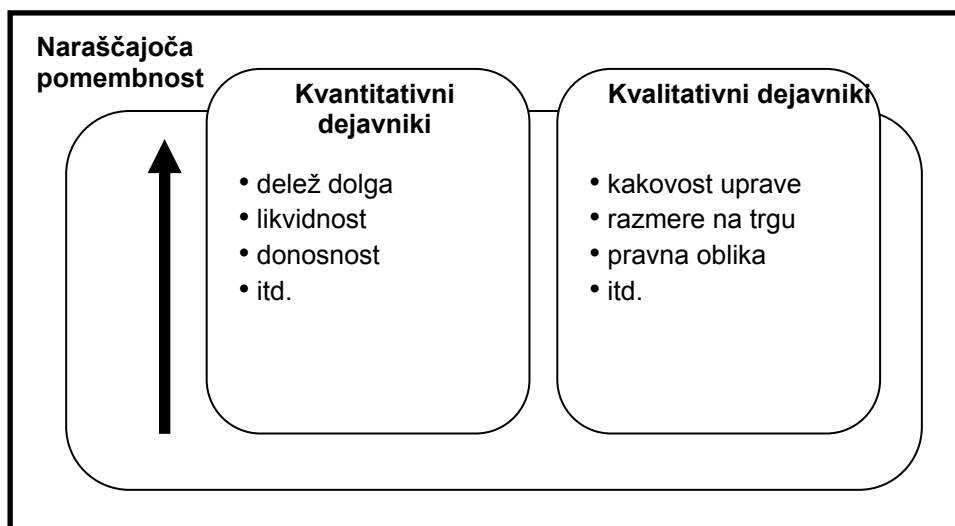 Naraščajoča
pomembnost
Kvantitativni
dejavniki
• delež dolga
• likvidnost
• donosnost
• itd.
Kvalitativni dejavniki
• kakovost uprave
• razmere na trgu
• pravna oblika
• itd.